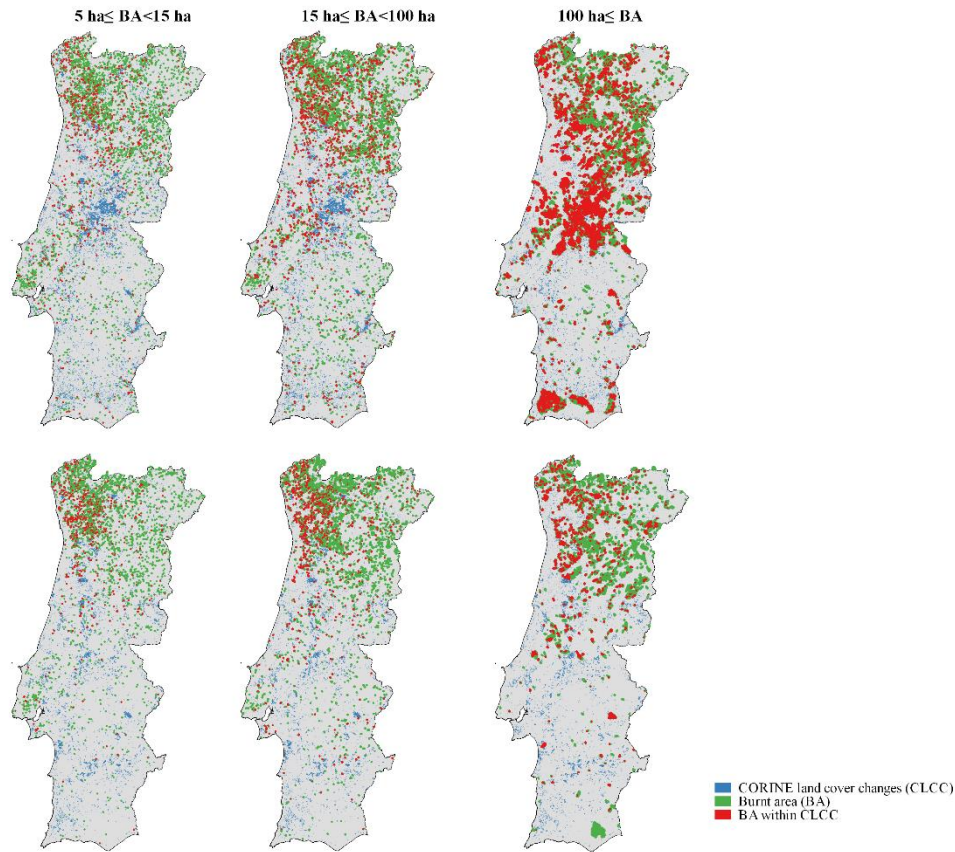 5 ha≤ BA<15 ha
15 ha≤ BA<100 ha
100 ha≤ BA
CORINE land cover changes (CLCC)
Burnt area (BA)
BA within CLCC